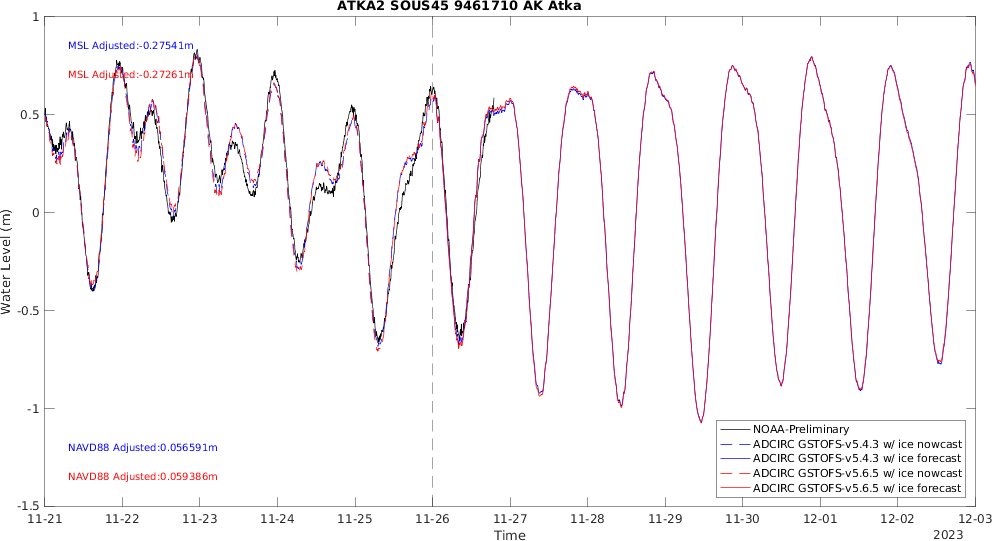 ATKA2 SOUS45 9461710 AK Atka
1
MSL Adjusted:-0.27541m
MSL Adjusted:-0.27261m
0.5
0
Water Level (m)
-0.5
-1
NOAA-Preliminary
ADCIRC GSTOFS-v5.4.3 w/ ice nowcast
NAVD88 Adjusted:0.056591m
ADCIRC GSTOFS-v5.4.3 w/ ice forecast
ADCIRC GSTOFS-v5.6.5 w/ ice nowcast
NAVD88 Adjusted:0.059386m
ADCIRC GSTOFS-v5.6.5 w/ ice forecast
-1.5
11-21 11-22 11-23 11-24 11-25 11-26 11-27 11-28 11-29 11-30 12-01 12-02 12-03
Time
2023